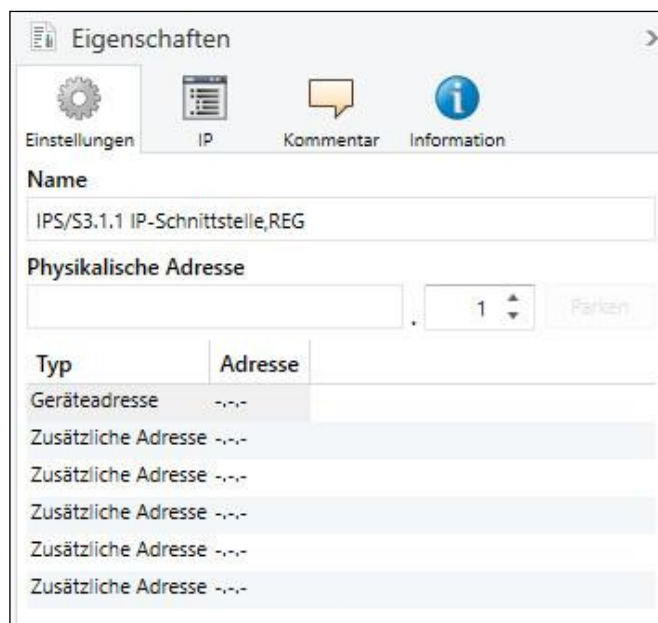 Eigenschaften
Einstellungen IP Kommentar Information
Name
IPS/S3.1.1 IP-Schnittstelle,REG
Physikalische Adresse
. 1 Parken
Typ Adresse
Geräteadresse -.-.-
Zusätzliche Adresse -.-.-
Zusätzliche Adresse -.-.-
Zusätzliche Adresse -.-.-
Zusätzliche Adresse -.-.-
Zusätzliche Adresse -.-.-